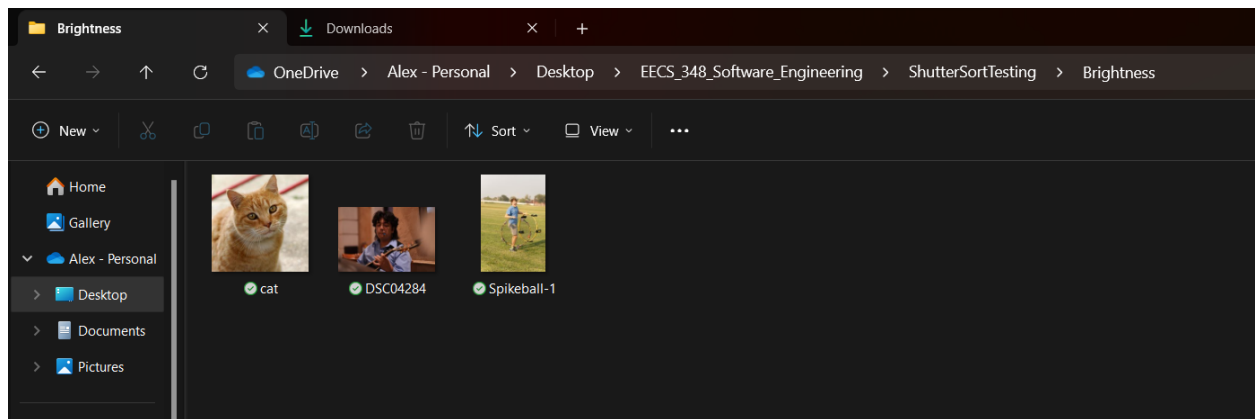 Brightness
Downloads
OneDrive > Alex - Personal > Desktop > EECS_348_Software_Engineering > ShutterSortTesting > Brightness
New
Sort
View
Home
Gallery
Alex - Personal
Desktop
Documents
Pictures
cat
DSC04284
Spikeball-1